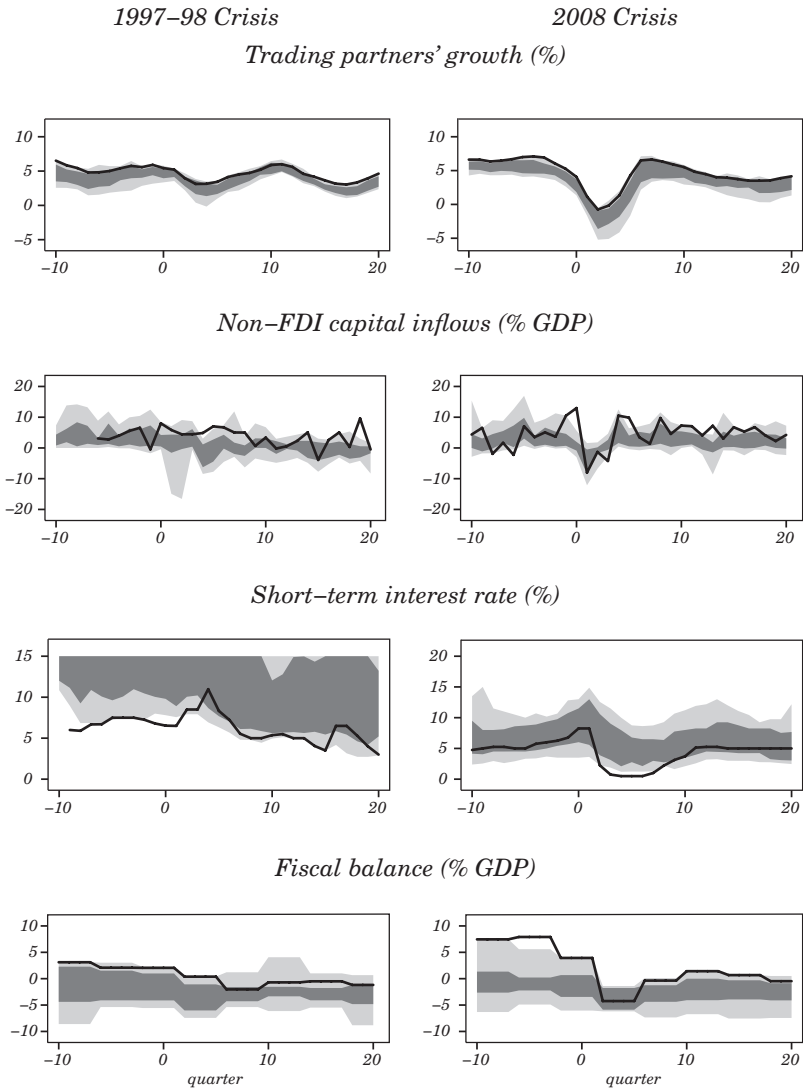 1997–98 Crisis 2008 Crisis
Trading partners' growth (%)
10 10
5 5
0 0
–5 –5
–10 0 10 20 –10 0 10 20
Non–FDI capital inflows (% GDP)
20 20
10 10
0 0
–10 –10
–20 –20
–10 0 10 20 –10 0 10 20
Short–term interest rate (%)
15 20
10 15
5 10
0 5
0
–10 0 10 20 –10 0 10 20
Fiscal balance (% GDP)
10 10
5 5
0 0
–5 –5
–10 –10
–10 0 10 20 –10 0 10 20
quarter quarter